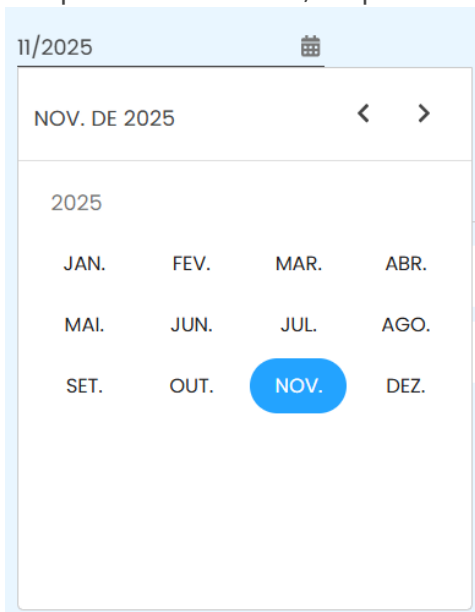 11/2025
NOV. DE 2025
2025
JAN. FEV. MAR. ABR.
MAI. JUN. JUL. AGO.
SET. OUT. NOV. DEZ.